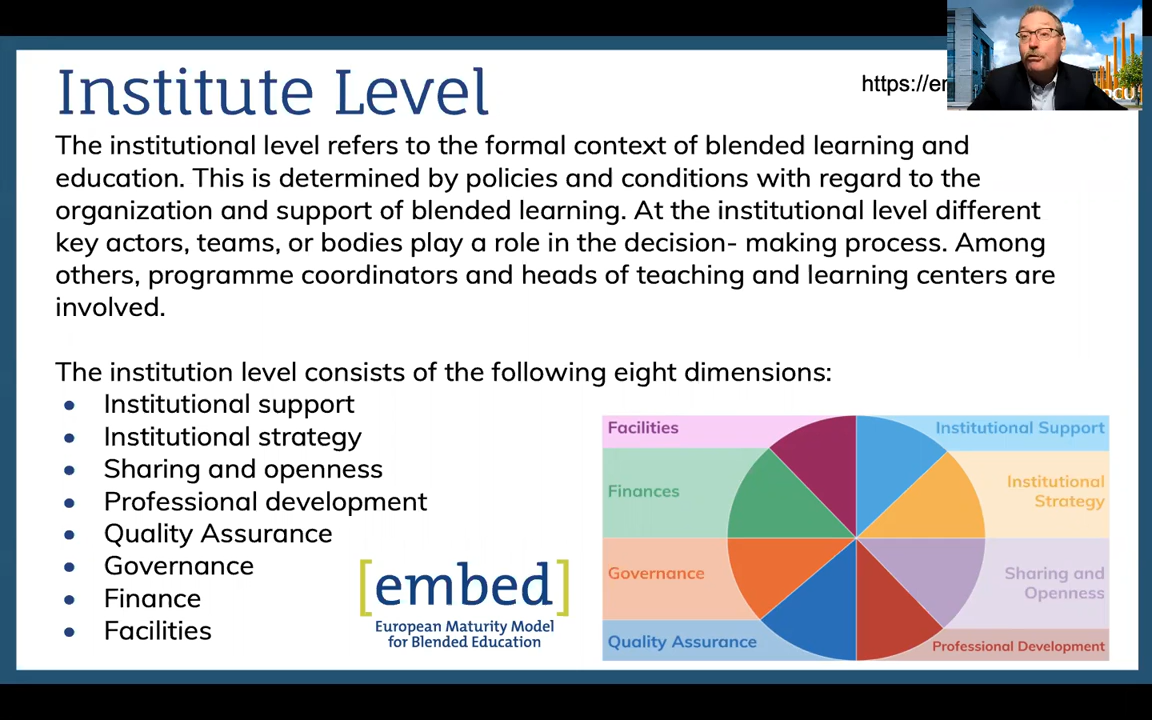 Institute Level
https://en
The institutional level refers to the formal context of blended learning and
education. This is determined by policies and conditions with regard to the
organization and support of blended learning. At the institutional level different
key actors, teams, or bodies play a role in the decision- making process. Among
others, programme coordinators and heads of teaching and learning centers are
involved.
The institution level consists of the following eight dimensions:
• Institutional support
• Institutional strategy
• Sharing and openness
• Professional development
• Quality Assurance
• Governance
• Finance
• Facilities
[embed]
European Maturity Model
for Blended Education
Facilities
Finances
Governance
Quality Assurance
Institutional Support
Institutional
Strategy
Sharing and
Openness
Professional Development